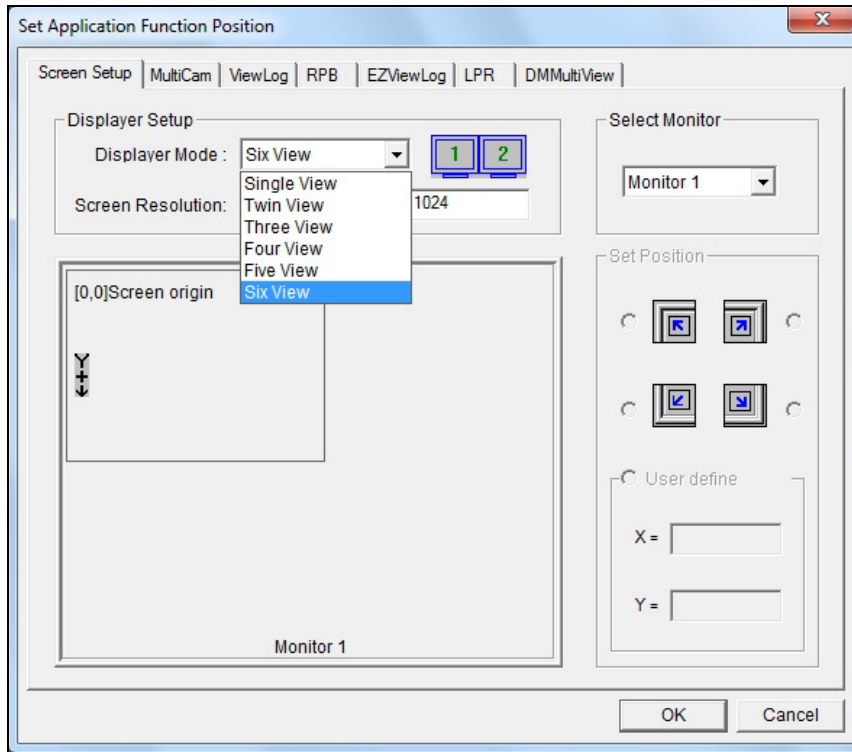 Set Application Function Position
Screen Setup MultiCam ViewLog RPB EZViewLog LPR DMMultiView
Displayer Setup
Displayer Mode : Six View
1 2
Single View
Twin View
Three View
Four View
Five View
Six View
Screen Resolution: 1024
Select Monitor
Monitor 1
[0,0]Screen origin
Y
Monitor 1
Set Position
User define
X =
Y =
OK Cancel